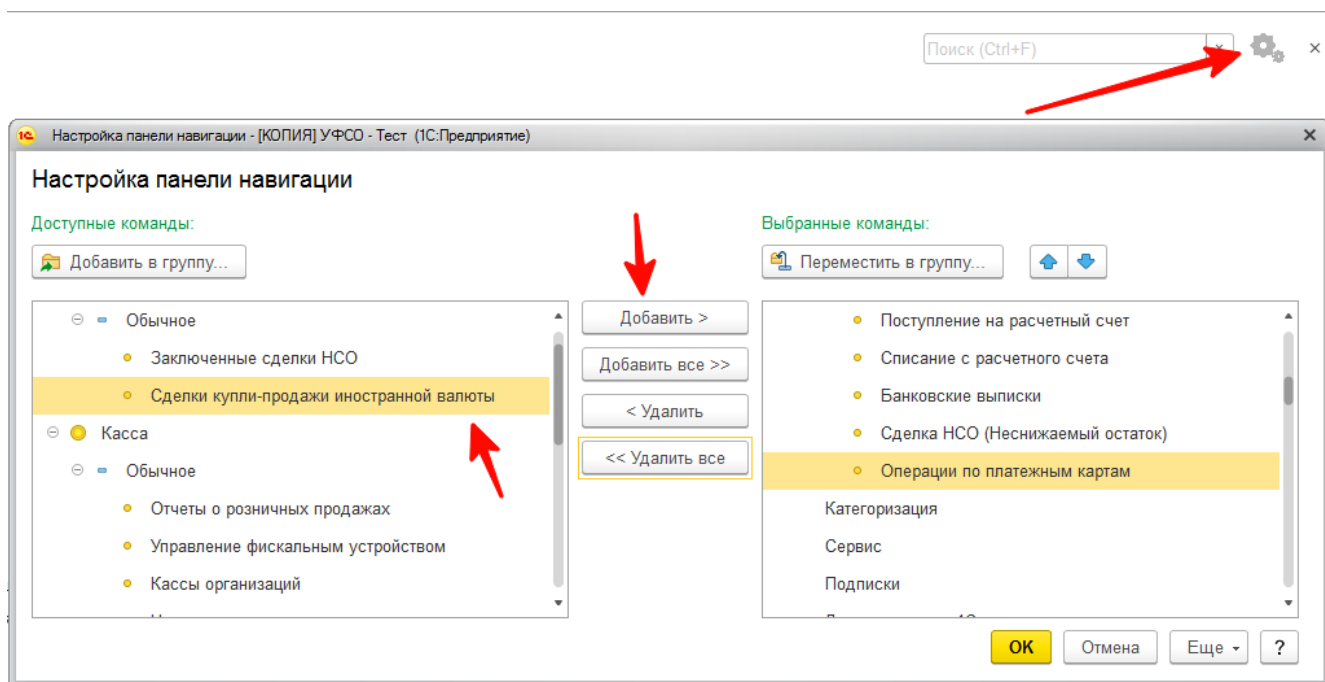 Поиск (Ctrl+F)
Настройка панели навигации - [КОПИЯ] УФСО - Тест (1С:Предприятие)
Настройка панели навигации
Доступные команды:
Добавить в группу...
Обычное
Заключенные сделки НСО
Сделки купли-продажи иностранной валюты
Касса
Обычное
Отчеты о розничных продажах
Управление фискальным устройством
Кассы организаций
Добавить >
Добавить все >>
< Удалить
<< Удалить все
Выбранные команды:
Переместить в группу...
Поступление на расчетный счет
Списание с расчетного счета
Банковские выписки
Сделка НСО (Неснижаемый остаток)
Операции по платежным картам
Категоризация
Сервис
Подписки
ОК
Отмена
Еще
?